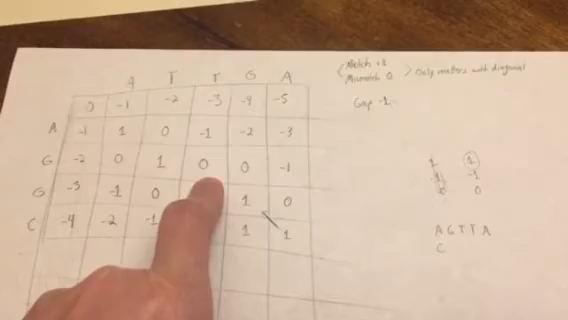 A T T G A
0 -1 -2 -3 -4 -5
A -1 1 0 -1 -2 -3
G -2 0 1 0 0 -1
G -3 -1 0 1 0
C -4 -2 -1 1 1
Match +1
Mismatch 0
> Only matters with diagonal
Gap -1
1 1
-1 -1
0 0
A G T T A
C